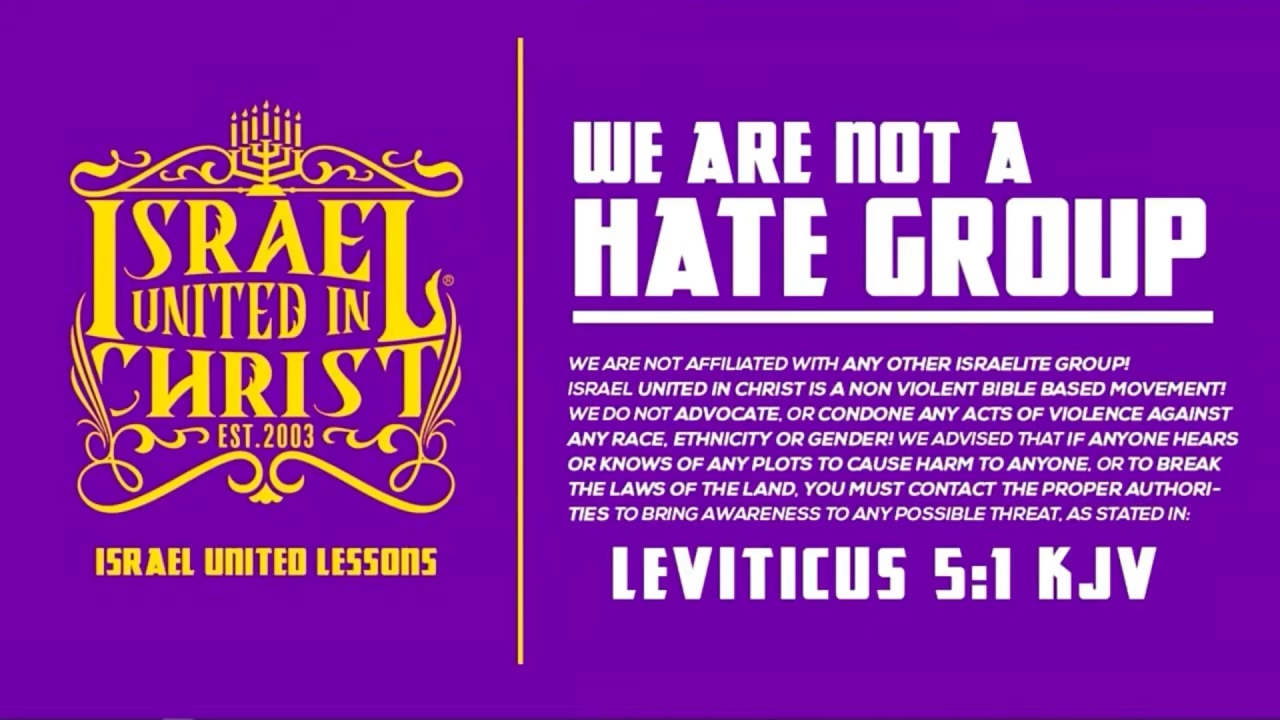 ISRAEL
UNITED IN
CHRIST
EST.2003
ISRAEL UNITED LESSONS
WE ARE NOT A
HATE GROUP
WE ARE NOT AFFILIATED WITH ANY OTHER ISRAELITE GROUP!
ISRAEL UNITED IN CHRIST IS A NON VIOLENT BIBLE BASED MOVEMENT!
WE DO NOT ADVOCATE, OR CONDONE ANY ACTS OF VIOLENCE AGAINST
ANY RACE, ETHNICITY OR GENDER! WE ADVISED THAT IF ANYONE HEARS
OR KNOWS OF ANY PLOTS TO CAUSE HARM TO ANYONE, OR TO BREAK
THE LAWS OF THE LAND, YOU MUST CONTACT THE PROPER AUTHORI-
TIES TO BRING AWARENESS TO ANY POSSIBLE THREAT, AS STATED IN:
LEVITICUS 5:1 KJV